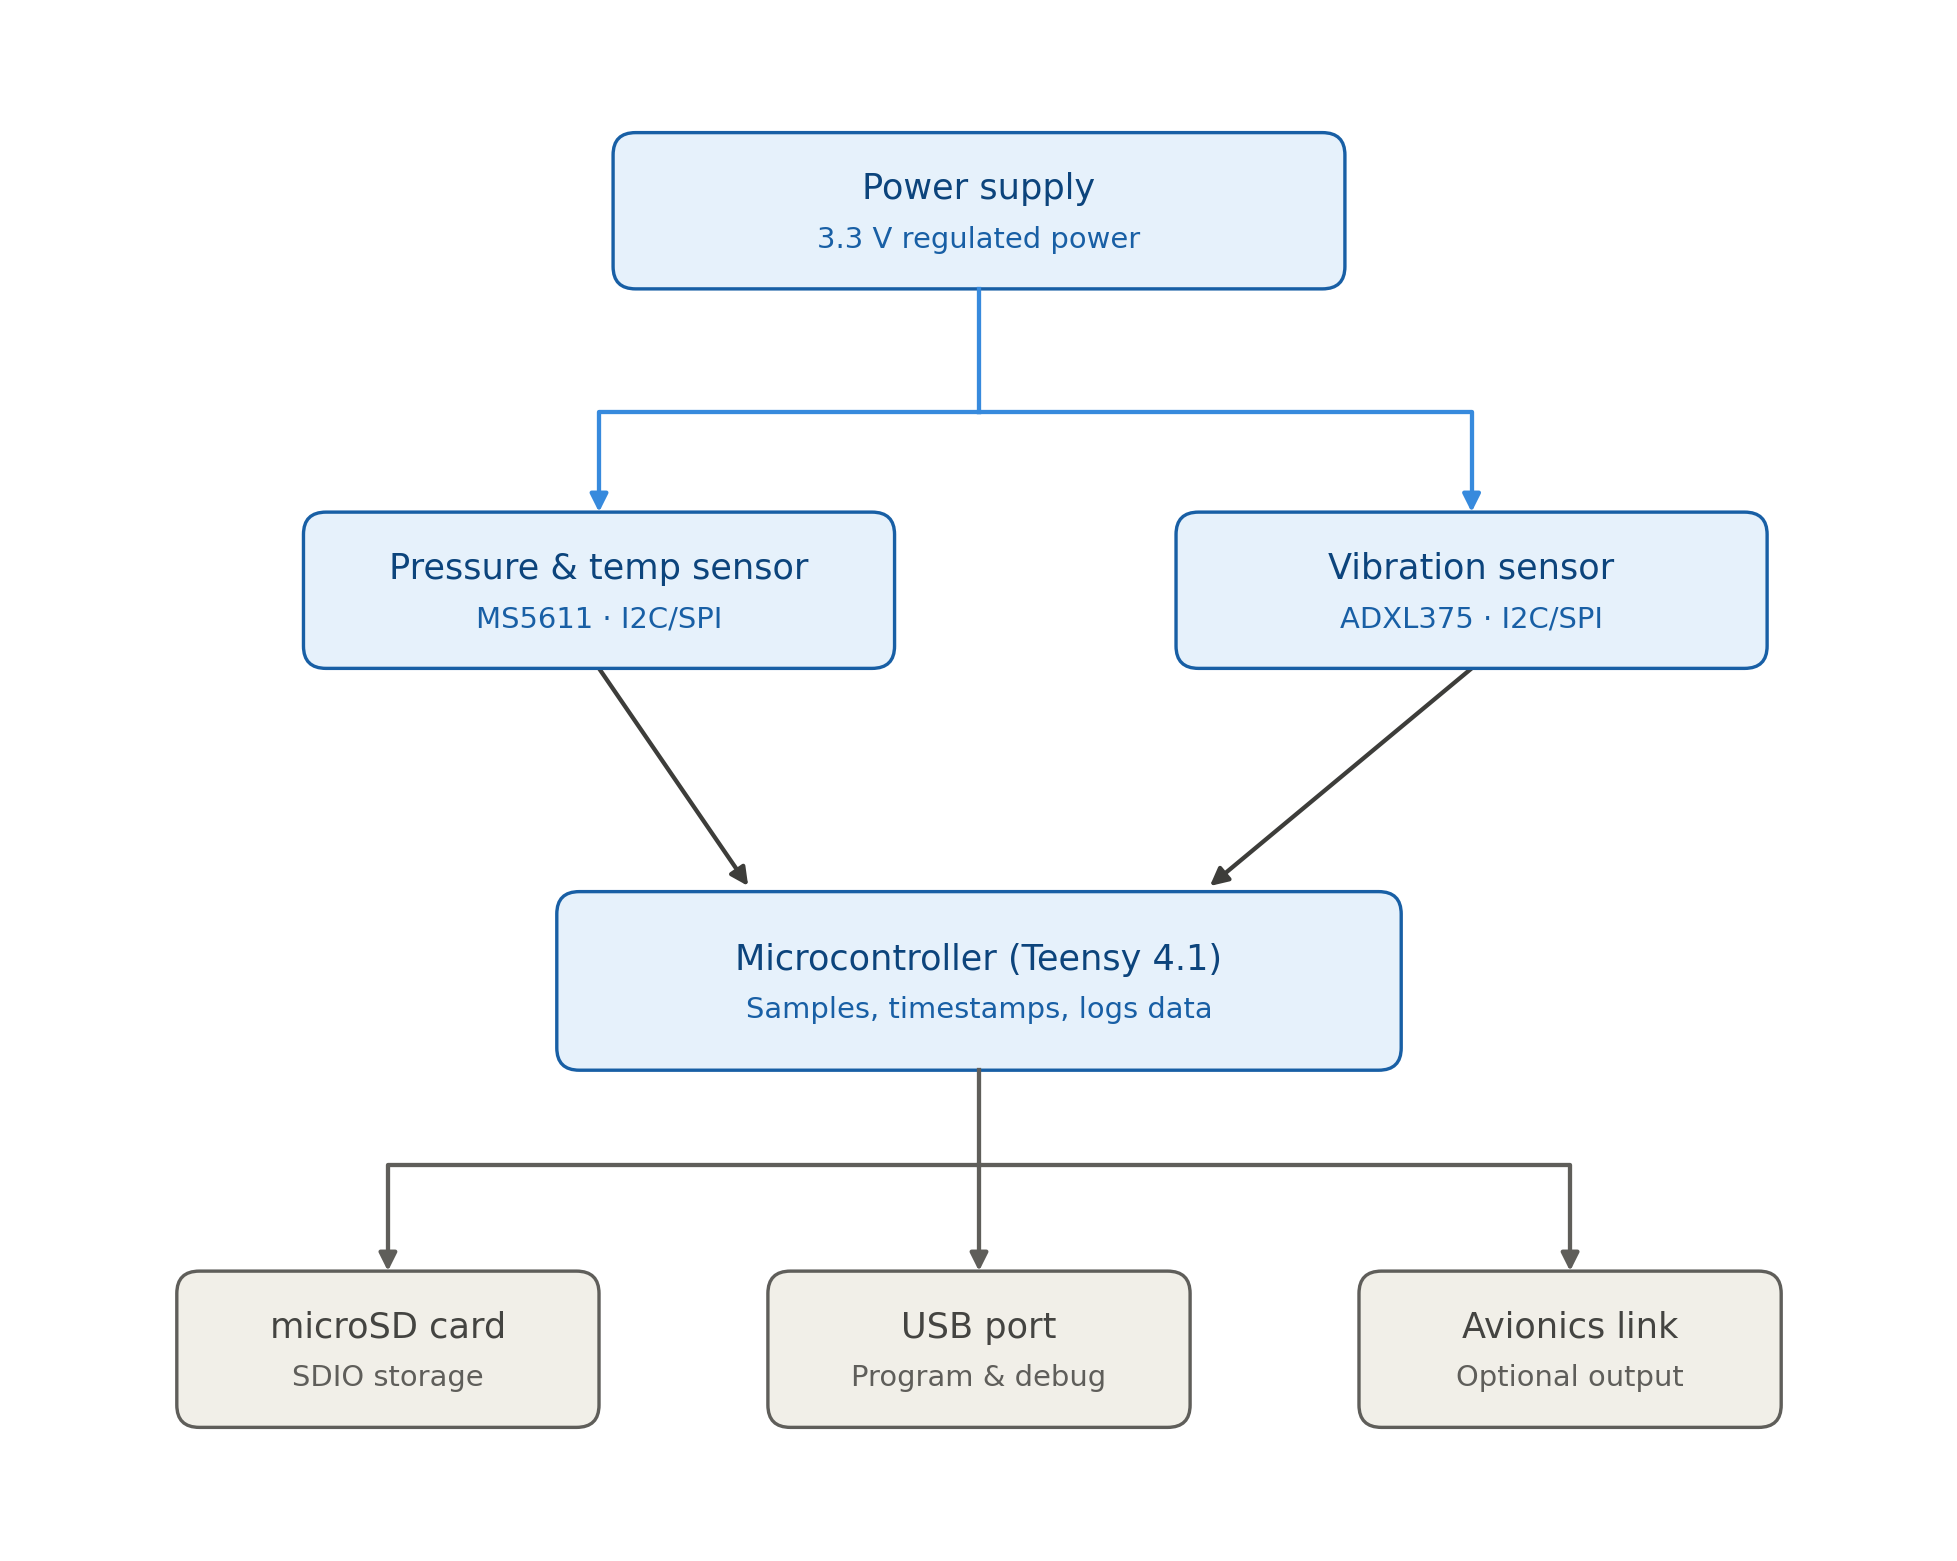 Power supply
3.3 V regulated power
Pressure & temp sensor
MS5611 · I2C/SPI
Vibration sensor
ADXL375 · I2C/SPI
Microcontroller (Teensy 4.1)
Samples, timestamps, logs data
microSD card
SDIO storage
USB port
Program & debug
Avionics link
Optional output